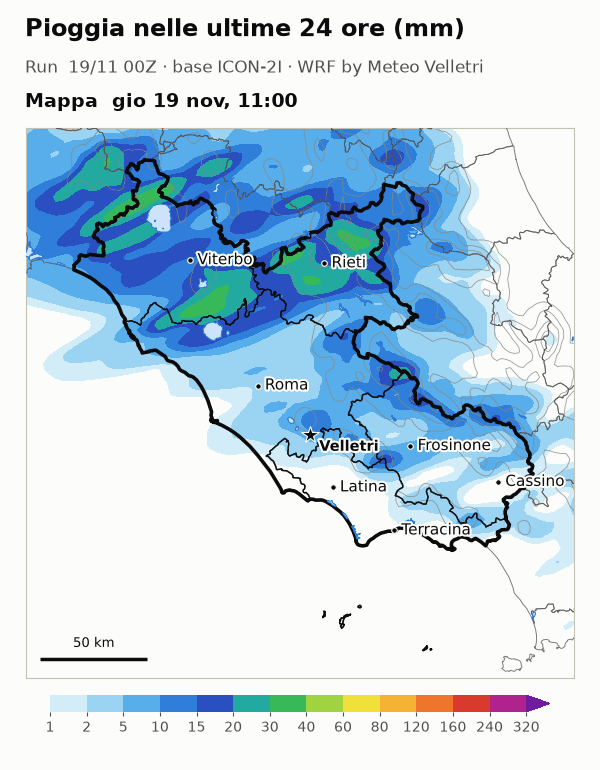 Pioggia nelle ultime 24 ore (mm)
Run  19/11 00Z · base ICON-2I · WRF by Meteo Velletri
Mappa  gio 19 nov, 11:00
Viterbo
Rieti
Roma
Velletri
Frosinone
Latina
Cassino
Terracina
50 km
1 2 5 10 15 20 30 40 60 80 120 160 240 320